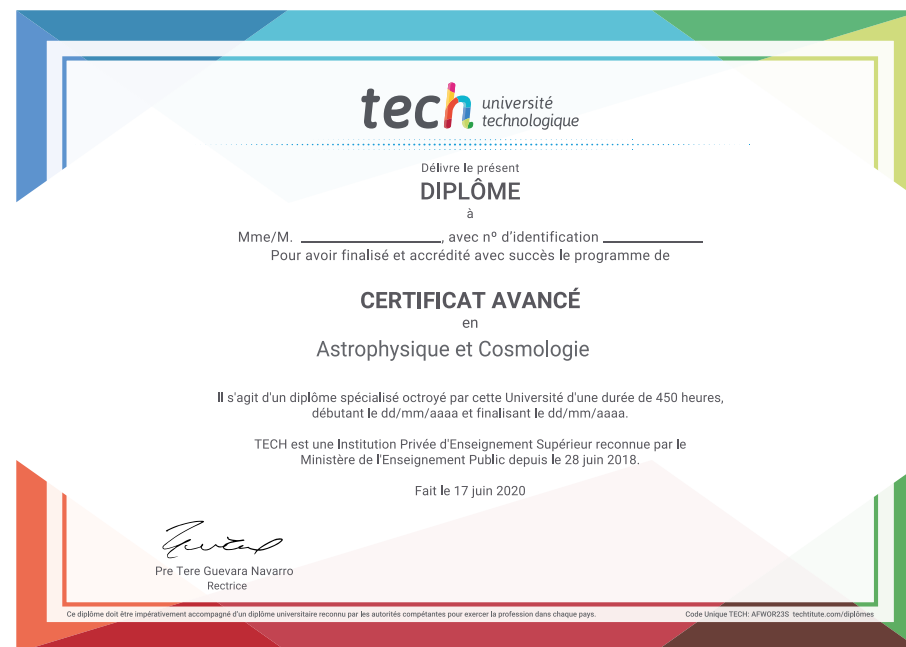 tech université
technologique
Délivre le présent
DIPLÔME
à
Mme/M. ____________________, avec nº d'identification ______________
Pour avoir finalisé et accrédité avec succès le programme de
CERTIFICAT AVANCÉ
en
Astrophysique et Cosmologie
Il s'agit d'un diplôme spécialisé octroyé par cette Université d'une durée de 450 heures,
débutant le dd/mm/aaaa et finalisant le dd/mm/aaaa.
TECH est une Institution Privée d'Enseignement Supérieur reconnue par le
Ministère de l'Enseignement Public depuis le 28 juin 2018.
Fait le 17 juin 2020
Pre Tere Guevara Navarro
Rectrice
Ce diplôme doit être impérativement accompagné d'un diplôme universitaire reconnu par les autorités compétentes pour exercer la profession dans chaque pays.
Code Unique TECH: AFWOR23S techtitute.com/diplômes